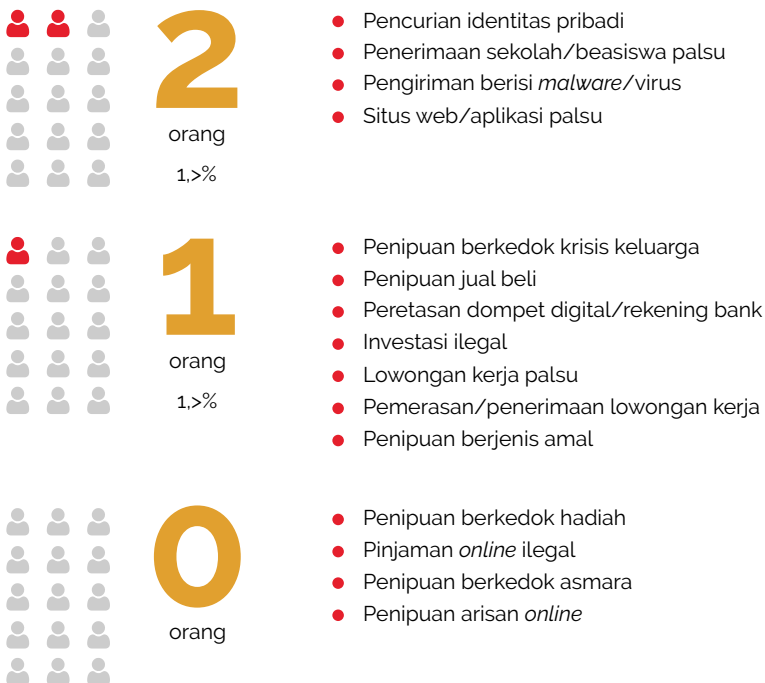 2
orang
1,>%
Pencurian identitas pribadi
Penerimaan sekolah/beasiswa palsu
Pengiriman berisi malware/virus
Situs web/aplikasi palsu
1
orang
1,>%
Penipuan berkedok krisis keluarga
Penipuan jual beli
Peretasan dompet digital/rekening bank
Investasi ilegal
Lowongan kerja palsu
Pemerasan/penerimaan lowongan kerja
Penipuan berjenis amal
0
orang
Penipuan berkedok hadiah
Pinjaman online ilegal
Penipuan berkedok asmara
Penipuan arisan online